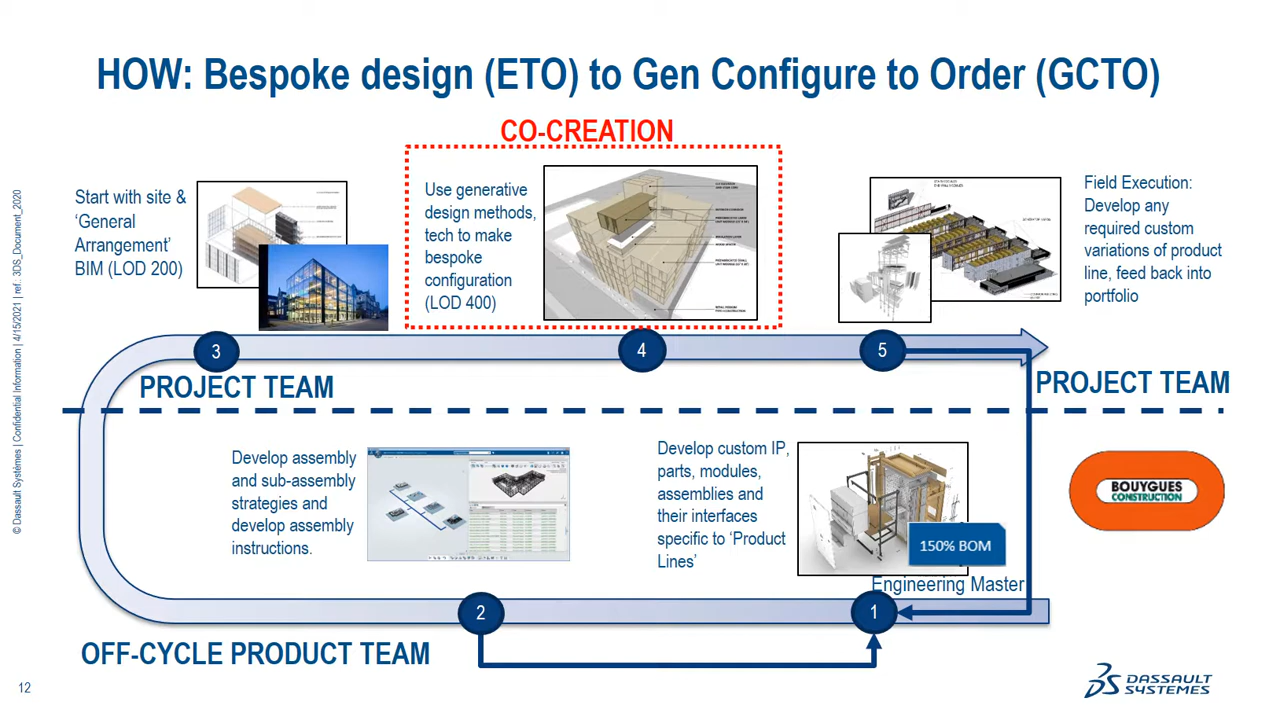 HOW: Bespoke design (ETO) to Gen Configure to Order (GCTO)
CO-CREATION
Start with site &
‘General
Arrangement’
BIM (LOD 200)
Use generative
design methods,
tech to make
bespoke
configuration
(LOD 400)
Field Execution:
Develop any
required custom
variations of product
line, feed back into
portfolio
3
4
5
PROJECT TEAM
PROJECT TEAM
Develop assembly
and sub-assembly
strategies and
develop assembly
instructions.
Develop custom IP,
parts, modules,
assemblies and
their interfaces
specific to ‘Product
Lines’
150% BOM
Engineering Master
BOUYGUES
CONSTRUCTION
2
1
OFF-CYCLE PRODUCT TEAM
© Dassault Systèmes | Confidential Information | 4/15/2021 | ref.: 3DS_Document_2020
12
DASSAULT
SYSTEMES